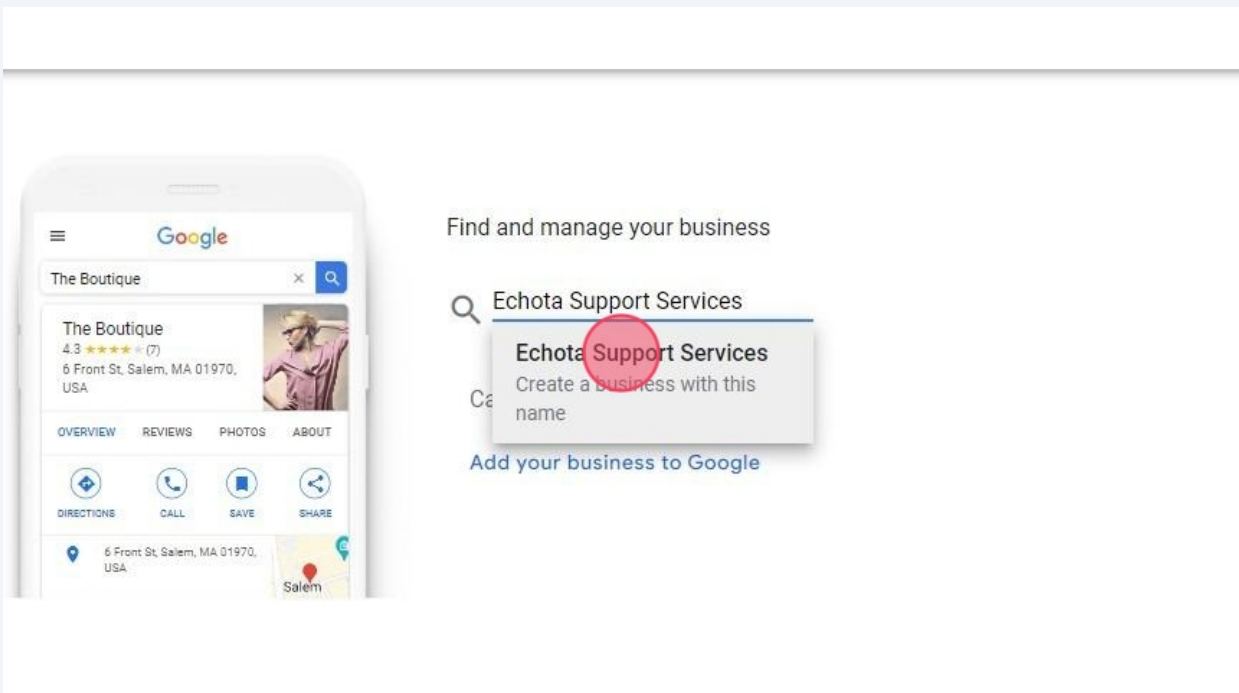 Google
The Boutique
The Boutique
4.3 (7)
6 Front St, Salem, MA 01970,
USA
OVERVIEW REVIEWS PHOTOS ABOUT
DIRECTIONS CALL SAVE SHARE
6 Front St, Salem, MA 01970,
USA
Salem
Find and manage your business
Echota Support Services
Echota Support Services
Create a business with this
name
Ca
Add your business to Google